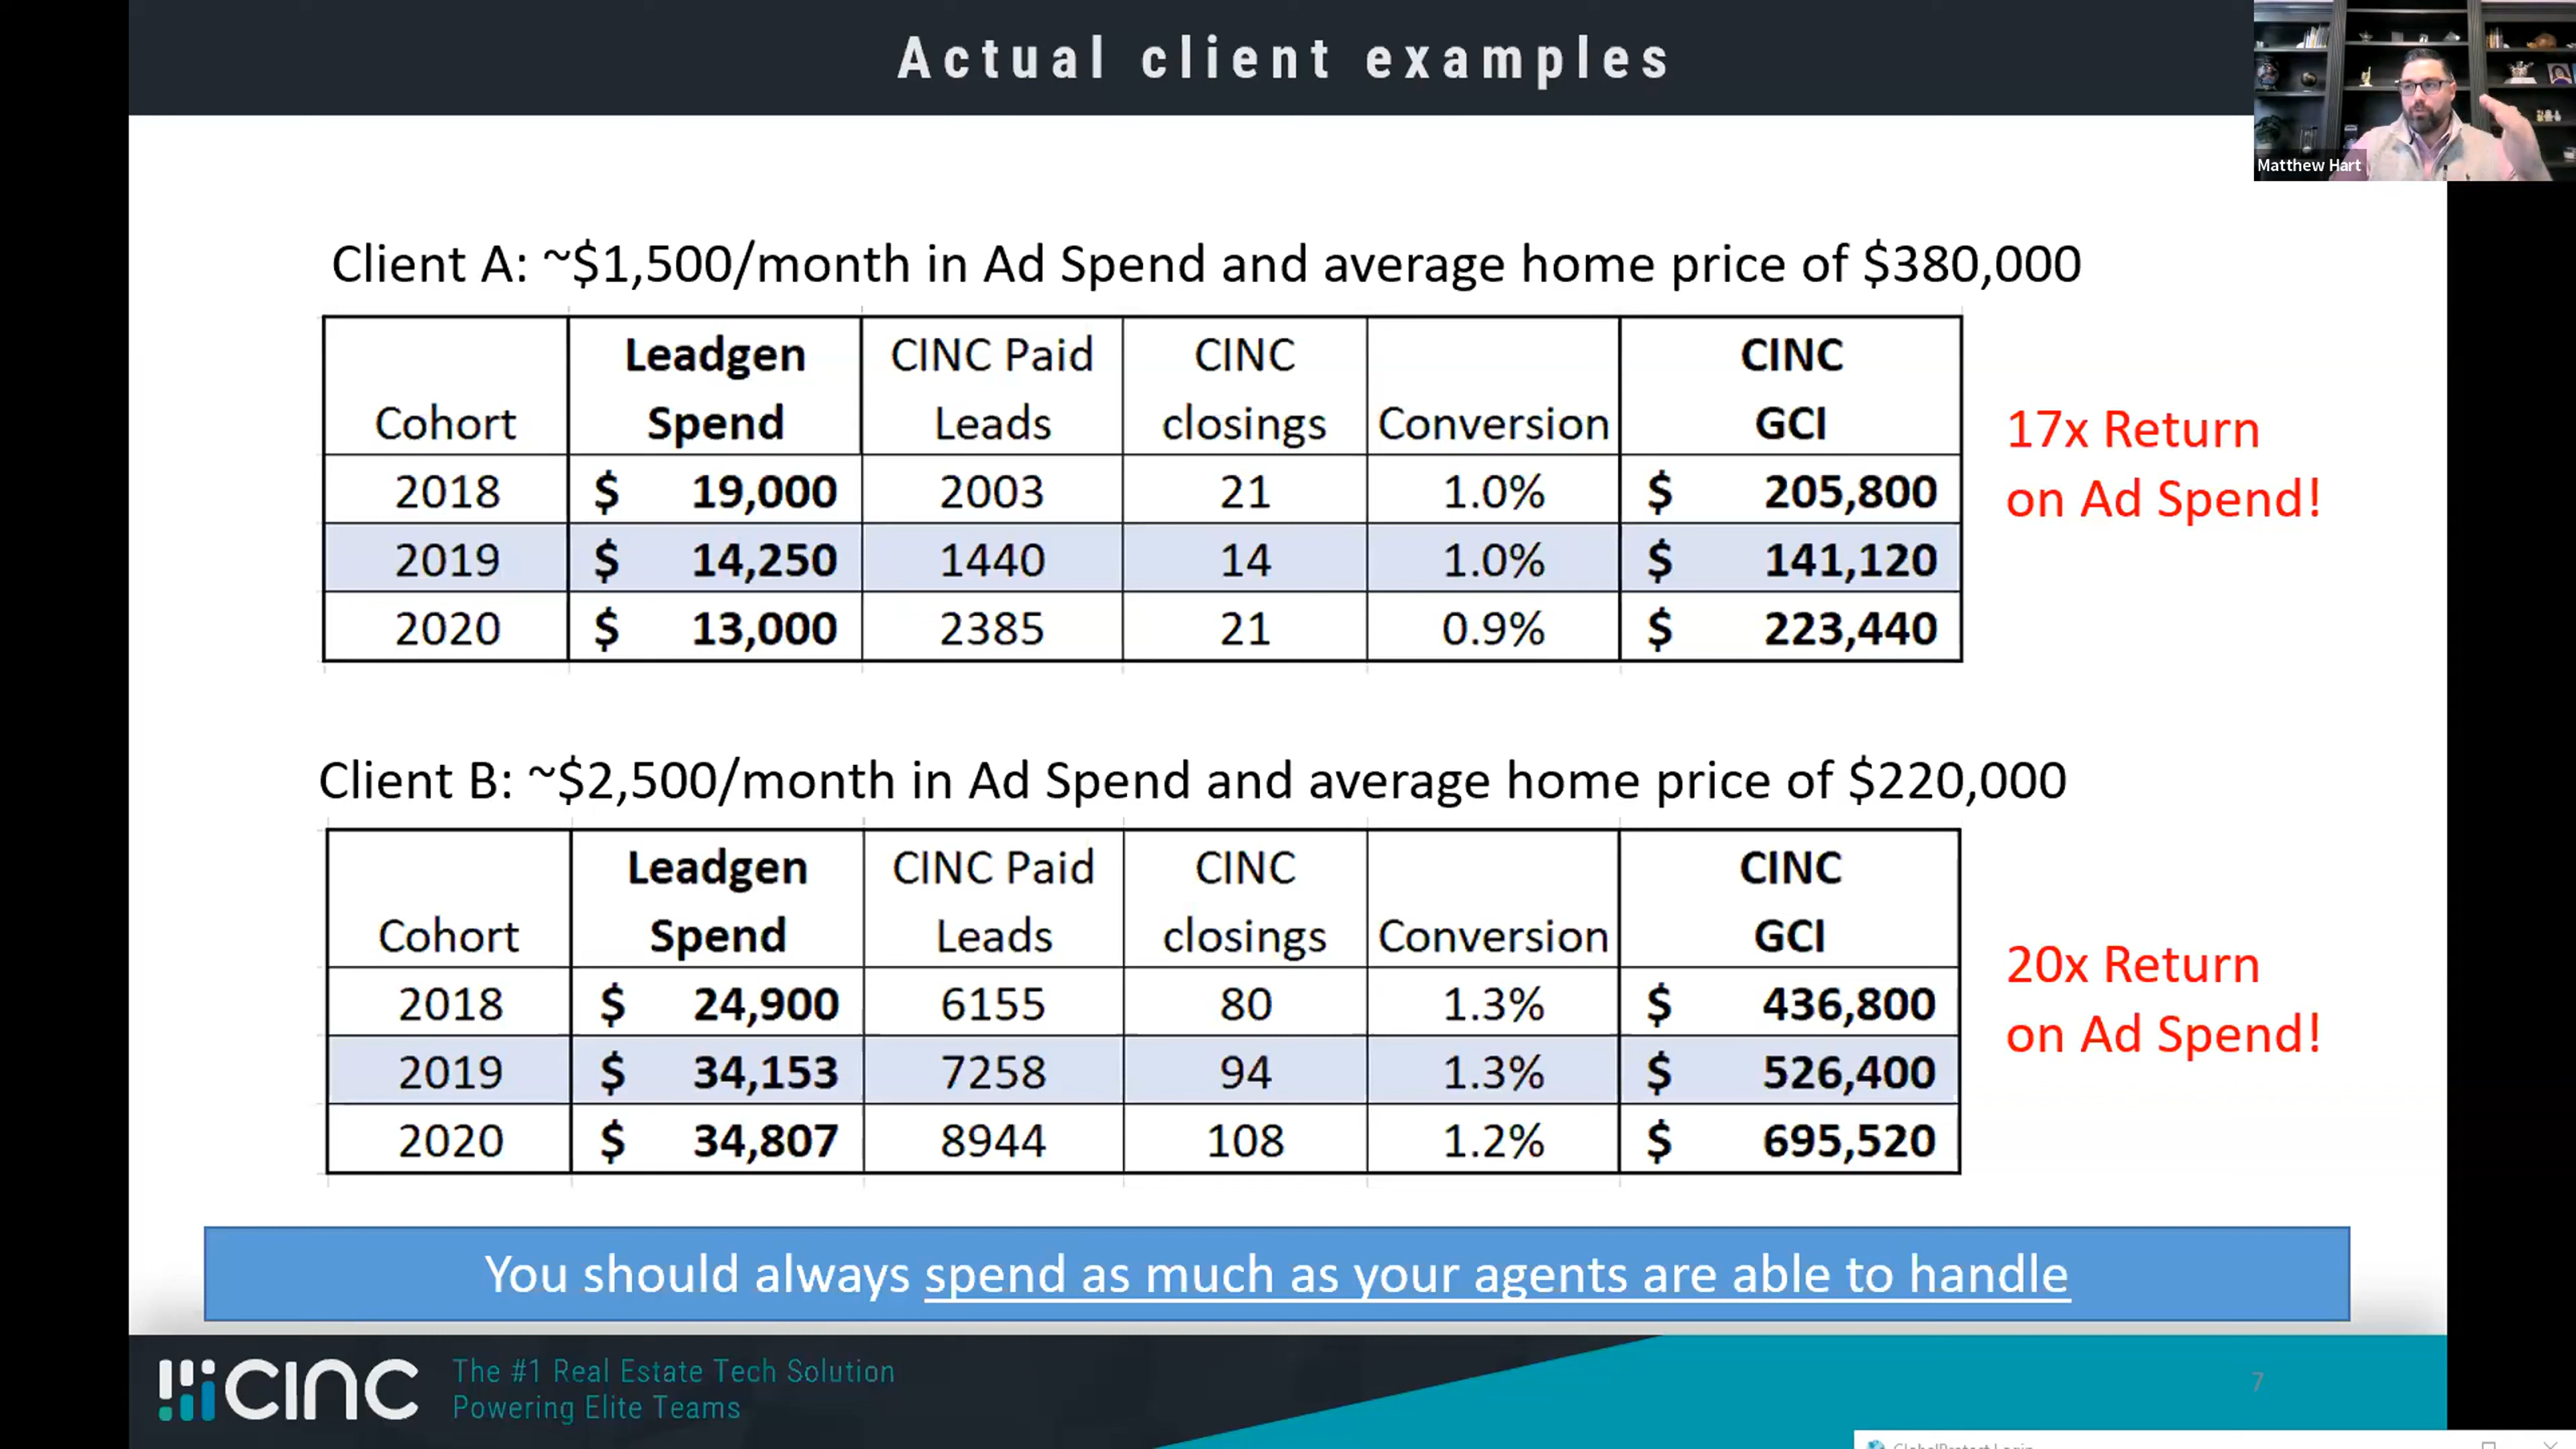 Actual client examples
Matthew Hart
Client A: ~$1,500/month in Ad Spend and average home price of $380,000
Cohort Leadgen Spend CINC Paid Leads CINC closings Conversion CINC GCI
2018 $ 19,000 2003 21 1.0% $ 205,800
2019 $ 14,250 1440 14 1.0% $ 141,120
2020 $ 13,000 2385 21 0.9% $ 223,440
17x Return
on Ad Spend!
Client B: ~$2,500/month in Ad Spend and average home price of $220,000
Cohort Leadgen Spend CINC Paid Leads CINC closings Conversion CINC GCI
2018 $ 24,900 6155 80 1.3% $ 436,800
2019 $ 34,153 7258 94 1.3% $ 526,400
2020 $ 34,807 8944 108 1.2% $ 695,520
20x Return
on Ad Spend!
You should always spend as much as your agents are able to handle
CINC
The #1 Real Estate Tech Solution
Powering Elite Teams
7